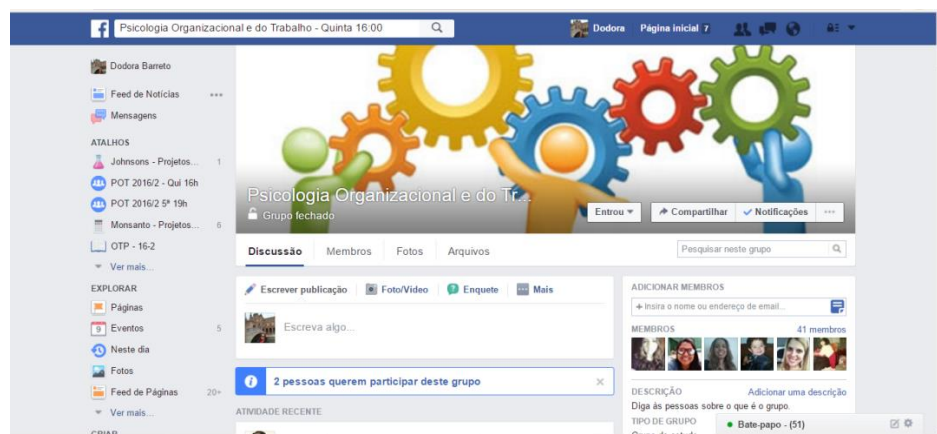 Psicologia Organizacional e do Trabalho - Quinta 16:00
Dodora
Página inicial 7
Dodora Barreto
Feed de Notícias
Mensagens
ATALHOS
Johnsons - Projetos... 1
POT 2016/2 - Qui 16h
POT 2016/2 5ª 19h
Monsanto - Projetos... 6
OTP - 16-2
Ver mais...
EXPLORAR
Páginas
Eventos 5
Neste dia
Fotos
Feed de Páginas 20+
Ver mais...
CRIAR
Psicologia Organizacional e do Tr...
Grupo fechado
Entrou
Compartilhar
Notificações
Discussão Membros Fotos Arquivos
Pesquisar neste grupo
Escrever publicação Foto/Vídeo Enquete Mais
Escreva algo...
2 pessoas querem participar deste grupo
ATIVIDADE RECENTE
ADICIONAR MEMBROS
+ Insira o nome ou endereço de email...
MEMBROS 41 membros
DESCRIÇÃO Adicionar uma descrição
Diga às pessoas sobre o que é o grupo.
TIPO DE GRUPO
Bate-papo - (51)